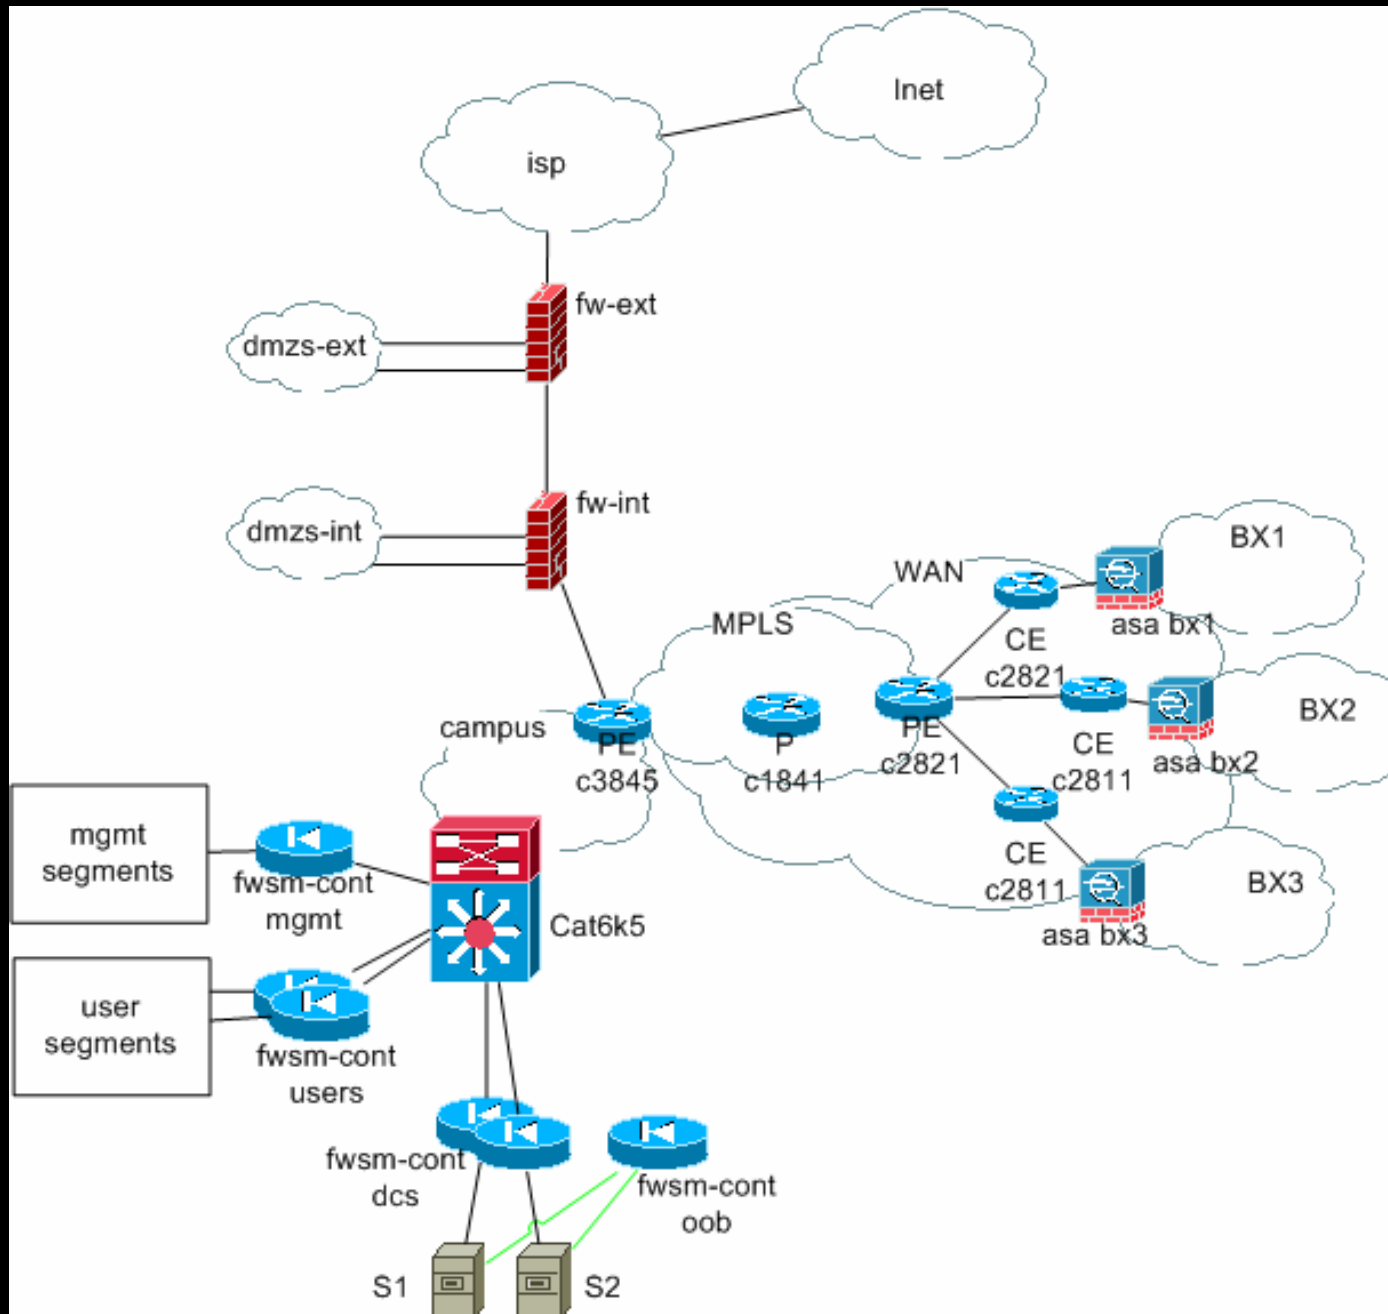 Inet
isp
fw-ext
dmzs-ext
fw-int
dmzs-int
WAN
BX1
MPLS
asa bx1
CE
c2821
campus
PE
c3845
P
c1841
PE
c2821
CE
c2811
BX2
asa bx2
mgmt
segments
fwsm-cont
mgmt
CE
c2811
BX3
asa bx3
Cat6k5
user
segments
fwsm-cont
users
fwsm-cont
dcs
fwsm-cont
oob
S1
S2